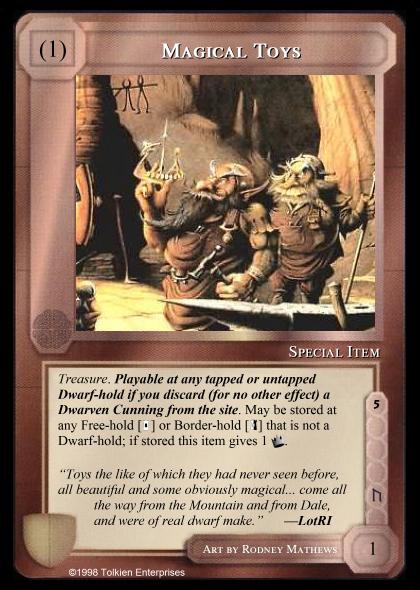 (1)
MAGICAL TOYS
SPECIAL ITEM
Treasure. Playable at any tapped or untapped
Dwarf-hold if you discard (for no other effect) a
Dwarven Cunning from the site. May be stored at
any Free-hold [] or Border-hold [] that is not a
Dwarf-hold; if stored this item gives 1 .
5
“Toys the like of which they had never seen before,
all beautiful and some obviously magical... come all
the way from the Mountain and from Dale,
and were of real dwarf make.” —LotRI
ART BY RODNEY MATHEWS
1
©1998 Tolkien Enterprises